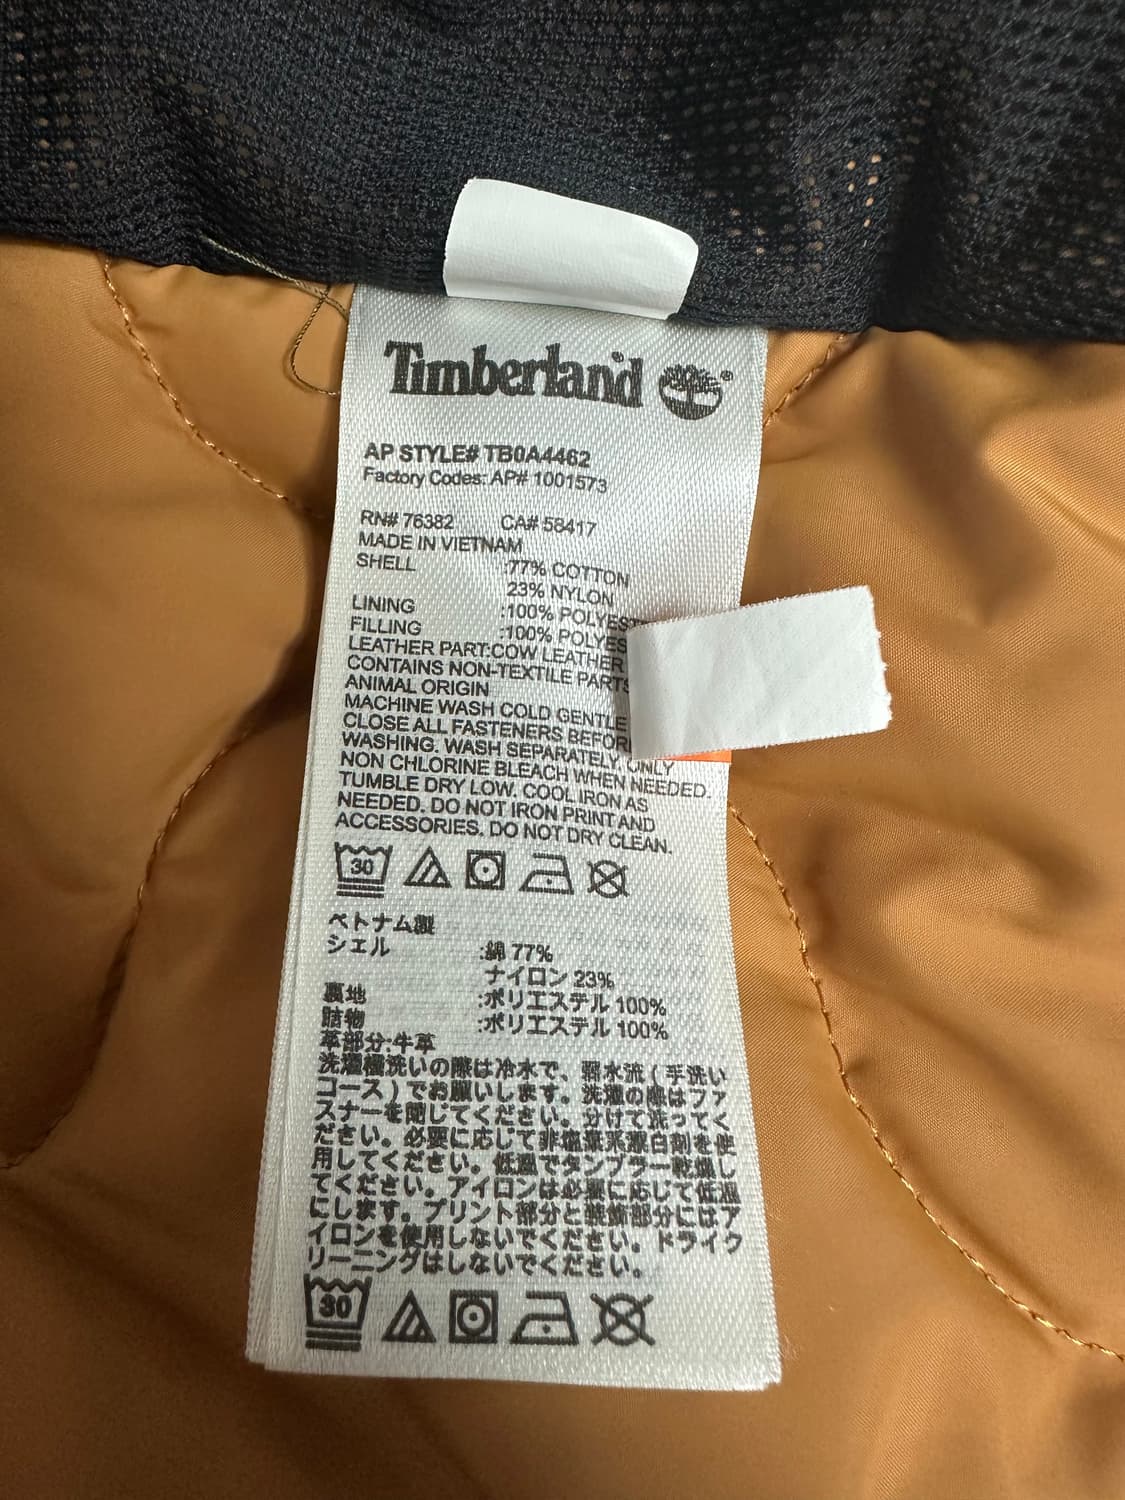 Timberland ®
AP STYLE# TB0A4462
Factory Codes: AP# 1001573
RN# 76382 CA# 58417
MADE IN VIETNAM
SHELL :77% COTTON
23% NYLON
LINING :100% POLYEST
FILLING :100% POLYES
LEATHER PART:COW LEATHER
CONTAINS NON-TEXTILE PARTS
ANIMAL ORIGIN
MACHINE WASH COLD GENTLE
CLOSE ALL FASTENERS BEFOR
WASHING. WASH SEPARATELY. ONLY
NON CHLORINE BLEACH WHEN NEEDED.
TUMBLE DRY LOW. COOL IRON AS
NEEDED. DO NOT IRON PRINT AND
ACCESSORIES. DO NOT DRY CLEAN.
30
ベトナム製
シェル :綿 77%
ナイロン 23%
裏地 :ポリエステル 100%
詰物 :ポリエステル 100%
革部分:牛革
洗濯機洗いの際は冷水で、弱水流(手洗い
コース)でお願いします。洗濯の際はファ
スナーを閉じてください。分けて洗ってく
ださい。必要に応じて非塩素系漂白剤を使
用してください。低温でタンブラー乾燥し
てください。アイロンは必要に応じて低温
にします。プリント部分と装飾部分にはア
イロンを使用しないでください。ドライク
リーニングはしないでください。
30